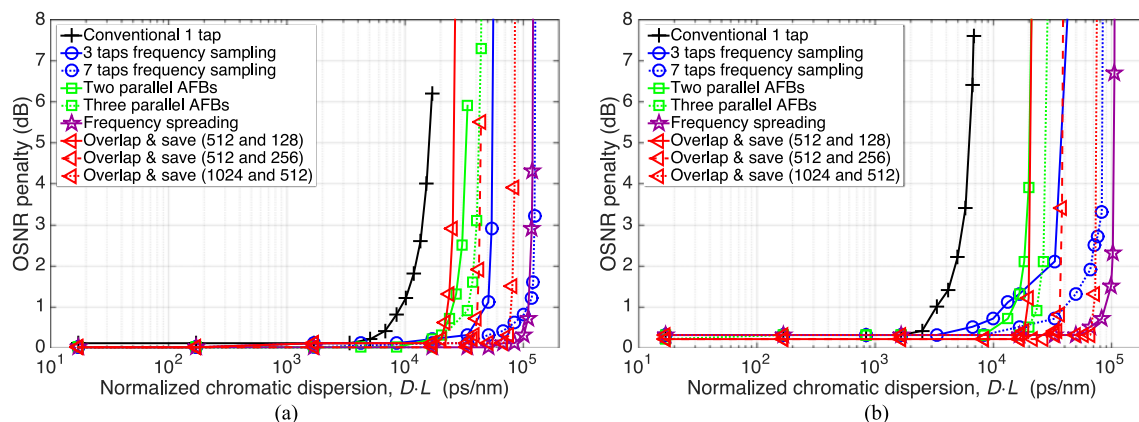 8
7
6
5
4
3
2
1
0
OSNR penalty (dB)
Conventional 1 tap
3 taps frequency sampling
7 taps frequency sampling
Two parallel AFBs
Three parallel AFBs
Frequency spreading
Overlap & save (512 and 128)
Overlap & save (512 and 256)
Overlap & save (1024 and 512)
10¹ 10² 10³ 10⁴ 10⁵
Normalized chromatic dispersion, D·L (ps/nm)
(a)
8
7
6
5
4
3
2
1
0
OSNR penalty (dB)
Conventional 1 tap
3 taps frequency sampling
7 taps frequency sampling
Two parallel AFBs
Three parallel AFBs
Frequency spreading
Overlap & save (512 and 128)
Overlap & save (512 and 256)
Overlap & save (1024 and 512)
10¹ 10² 10³ 10⁴ 10⁵
Normalized chromatic dispersion, D·L (ps/nm)
(b)